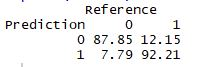 Reference
Prediction 0 1
0 87.85 12.15
1 7.79 92.21